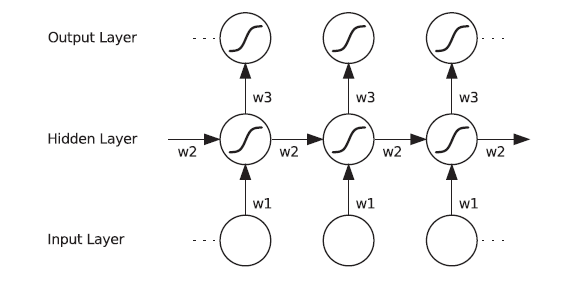 Output Layer
w3 w3 w3
Hidden Layer
w2 w2 w2 w2
w1 w1 w1
Input Layer